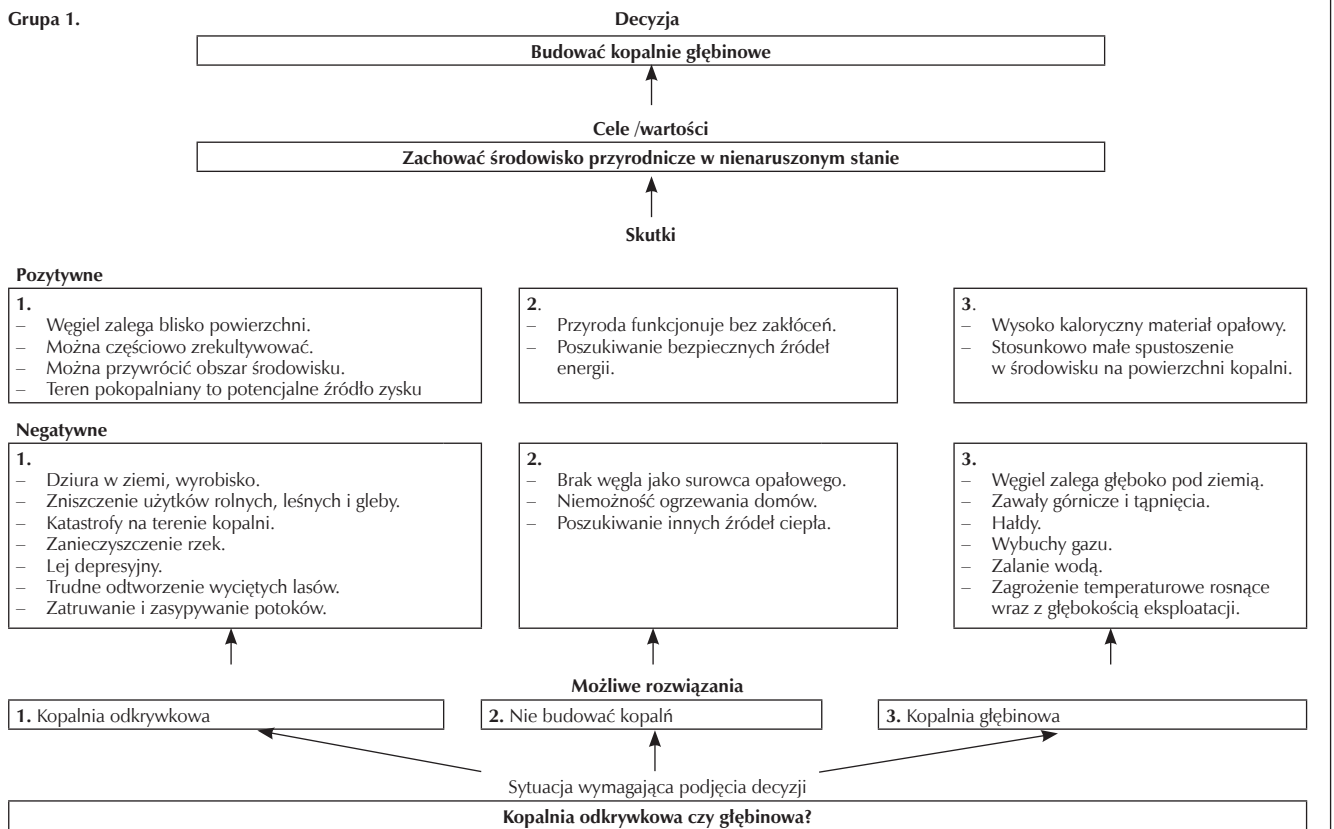 Grupa 1.
Decyzja
Budować kopalnie głębinowe
Cele /wartości
Zachować środowisko przyrodnicze w nienaruszonym stanie
Skutki
Pozytywne
1.
– Węgiel zalega blisko powierzchni.
– Można częściowo zrekultywować.
– Można przywrócić obszar środowisku.
– Teren pokopalniany to potencjalne źródło zysku
2.
– Przyroda funkcjonuje bez zakłóceń.
– Poszukiwanie bezpiecznych źródeł
energii.
3.
– Wysoko kaloryczny materiał opałowy.
– Stosunkowo małe spustoszenie
w środowisku na powierzchni kopalni.
Negatywne
1.
– Dziura w ziemi, wyrobisko.
– Zniszczenie użytków rolnych, leśnych i gleby.
– Katastrofy na terenie kopalni.
– Zanieczyszczenie rzek.
– Lej depresyjny.
– Trudne odtworzenie wyciętych lasów.
– Zatruwanie i zasypywanie potoków.
2.
– Brak węgla jako surowca opałowego.
– Niemożność ogrzewania domów.
– Poszukiwanie innych źródeł ciepła.
3.
– Węgiel zalega głęboko pod ziemią.
– Zawały górnicze i tąpnięcia.
– Hałdy.
– Wybuchy gazu.
– Zalanie wodą.
– Zagrożenie temperaturowe rosnące
wraz z głębokością eksploatacji.
Możliwe rozwiązania
1. Kopalnia odkrywkowa
2. Nie budować kopalń
3. Kopalnia głębinowa
Sytuacja wymagająca podjęcia decyzji
Kopalnia odkrywkowa czy głębinowa?